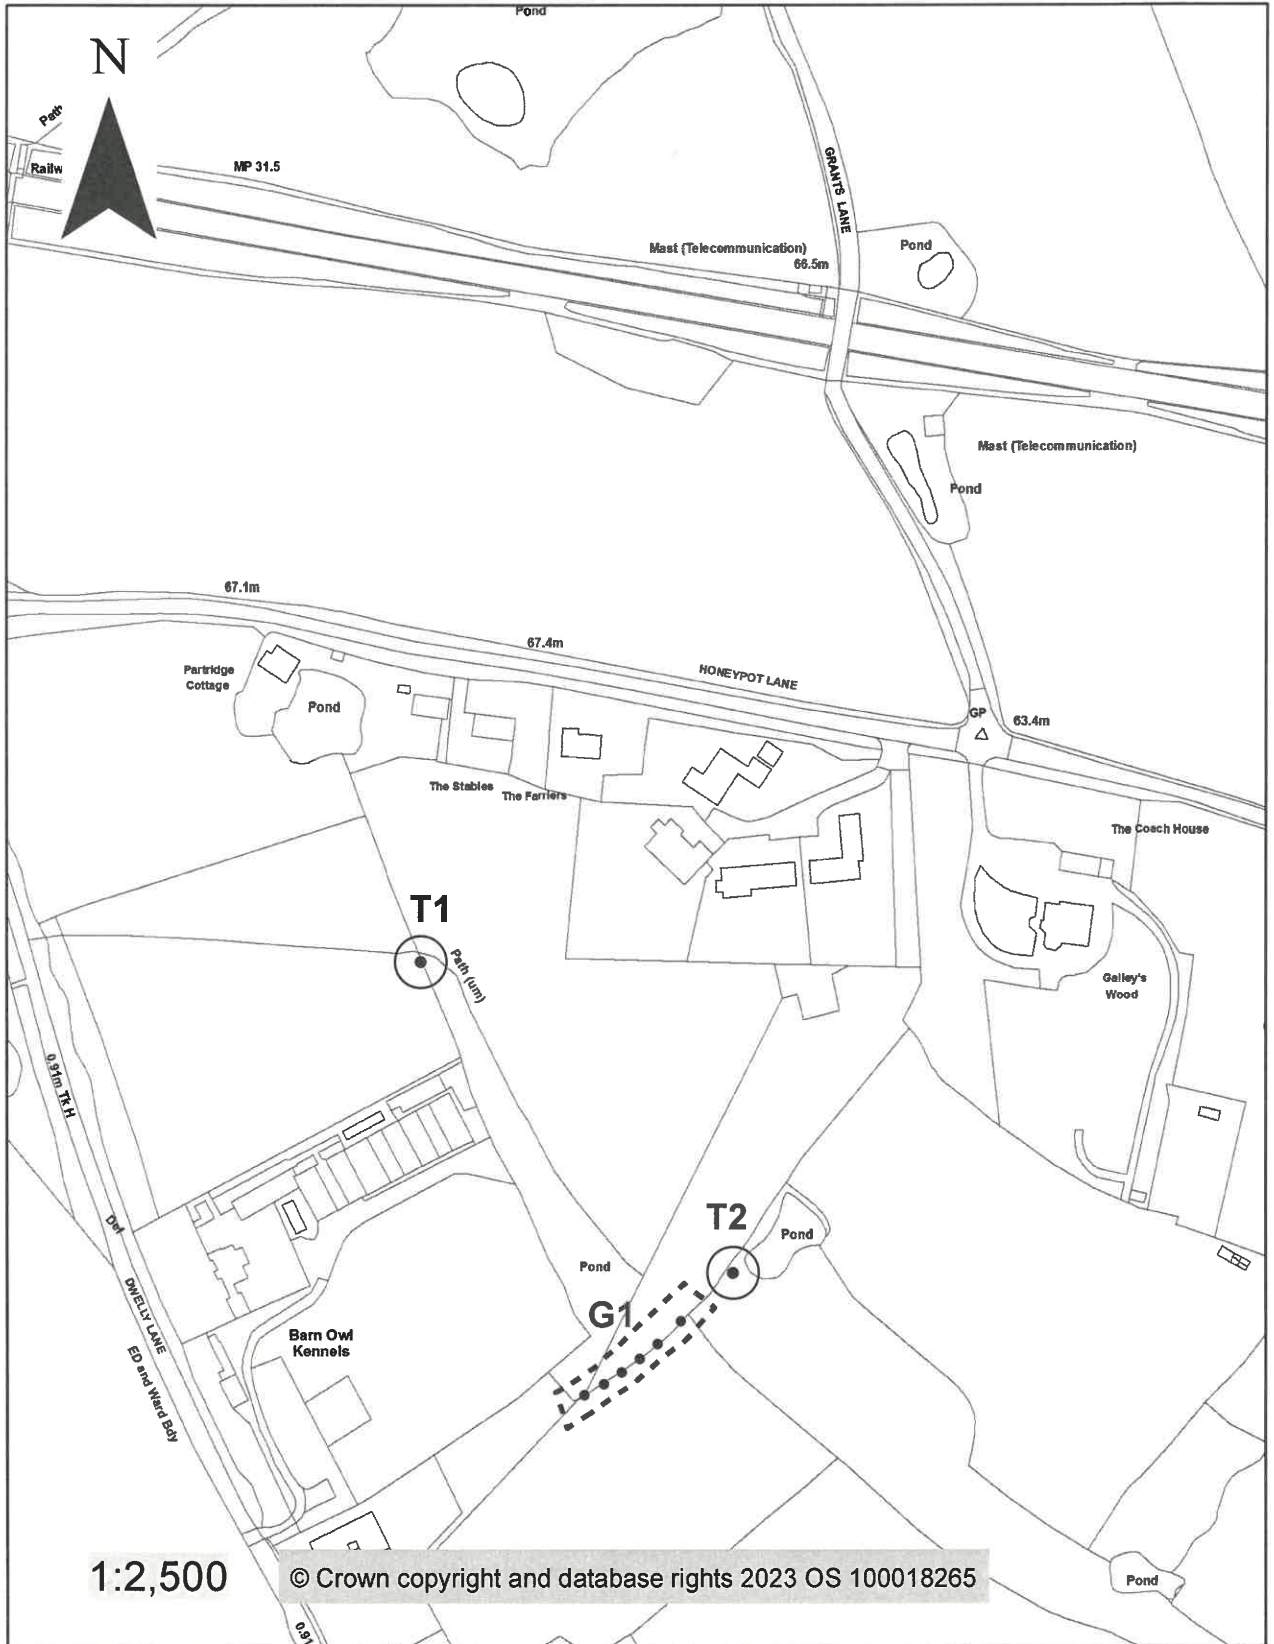 Pond
N
Path
Railw
MP 31.5
GRANTS LANE
Mast (Telecommunication)
66.5m
Pond
Mast (Telecommunication)
Pond
67.1m
67.4m
HONEYPOT LANE
Partridge
Cottage
Pond
GP
63.4m
The Stables
The Farriers
The Coach House
T1
Path (um)
Galley's
Wood
0.91m Tk H
Def
T2
Pond
Pond
G1
DWELLY LANE
Barn Owl
Kennels
ED and Ward Bdy
1:2,500
© Crown copyright and database rights 2023 OS 100018265
Pond
0.91